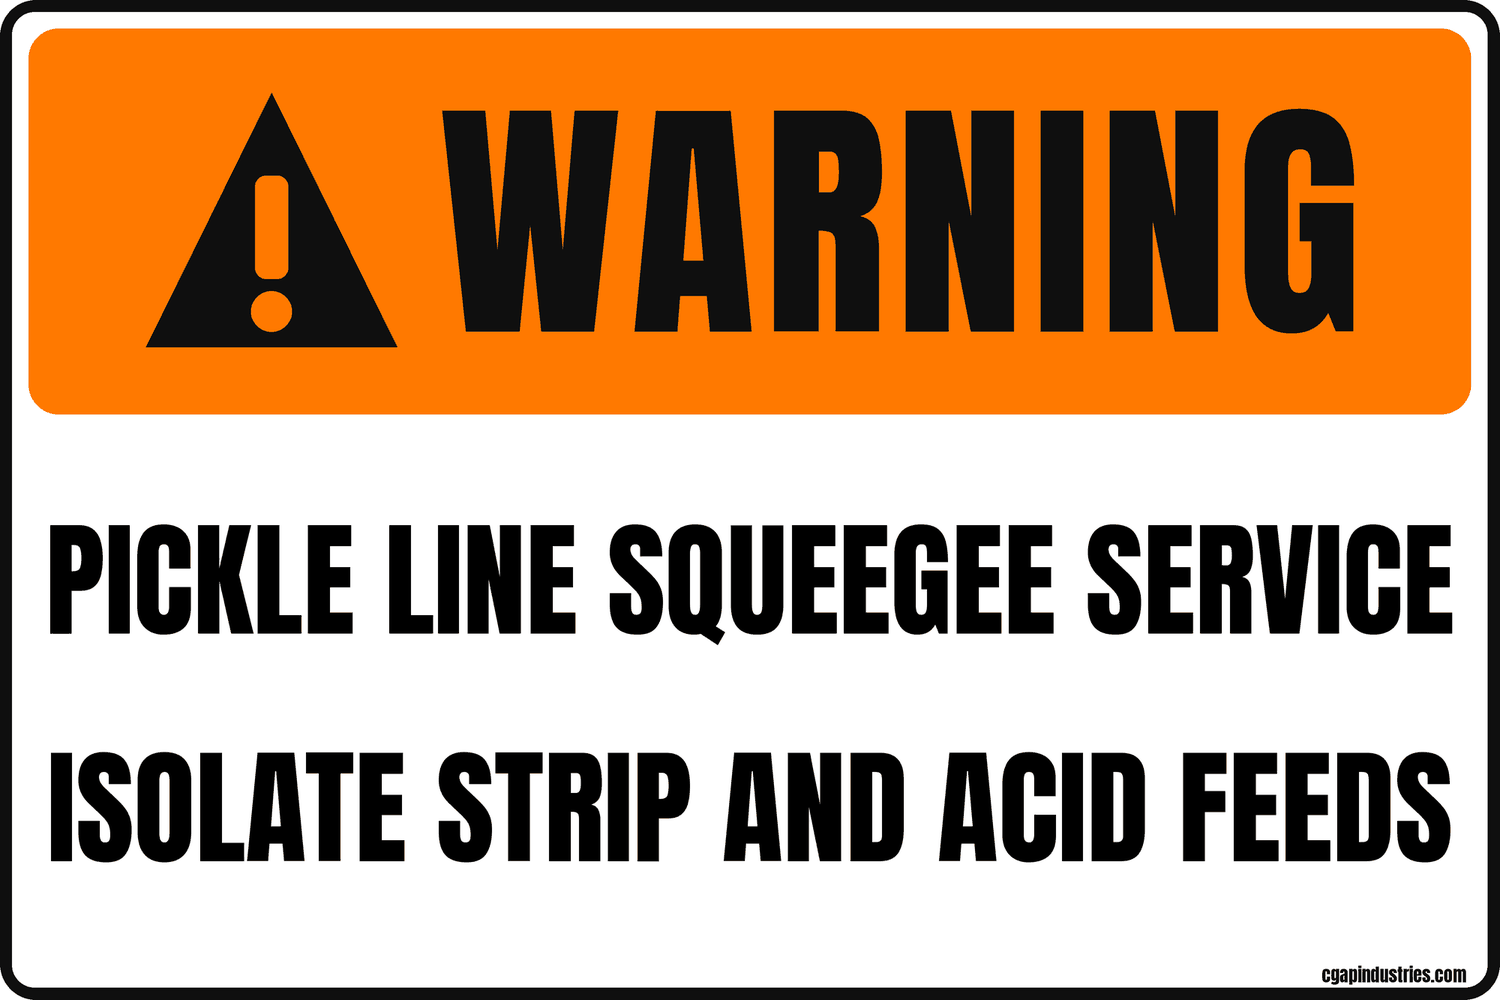 WARNING
PICKLE LINE SQUEEGEE SERVICE
ISOLATE STRIP AND ACID FEEDS
cgapindustries.com